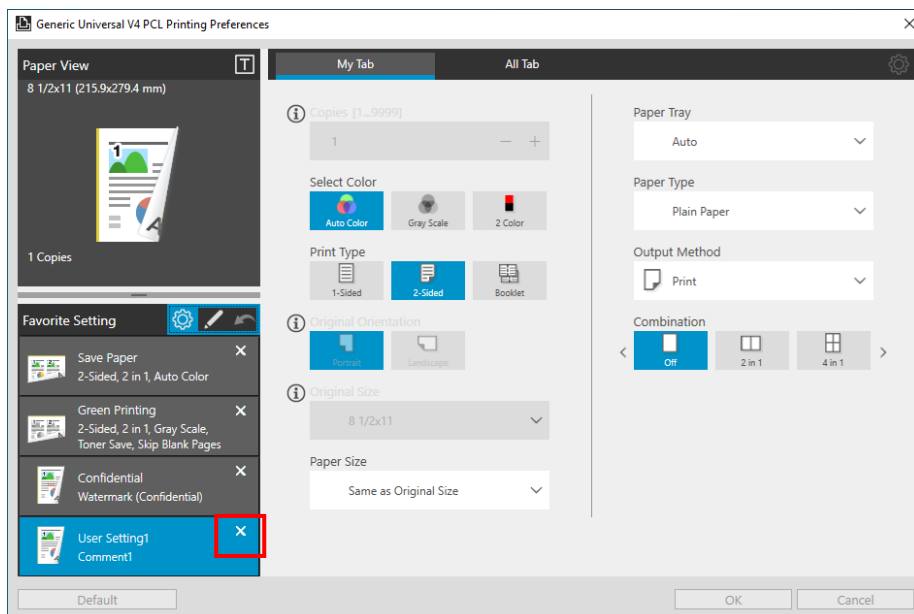 Generic Universal V4 PCL Printing Preferences
Paper View
T
8 1/2x11 (215.9x279.4 mm)
1
A
1 Copies
Favorite Setting
Save Paper
2-Sided, 2 in 1, Auto Color
Green Printing
2-Sided, 2 in 1, Gray Scale,
Toner Save, Skip Blank Pages
Confidential
Watermark (Confidential)
User Setting1
Comment1
My Tab
All Tab
Copies [1...9999]
1
Select Color
Auto Color
Gray Scale
2 Color
Print Type
1-Sided
2-Sided
Booklet
Original Orientation
Portrait
Landscape
Original Size
8 1/2x11
Paper Size
Same as Original Size
Paper Tray
Auto
Paper Type
Plain Paper
Output Method
Print
Combination
Off
2 in 1
4 in 1
Default
OK
Cancel